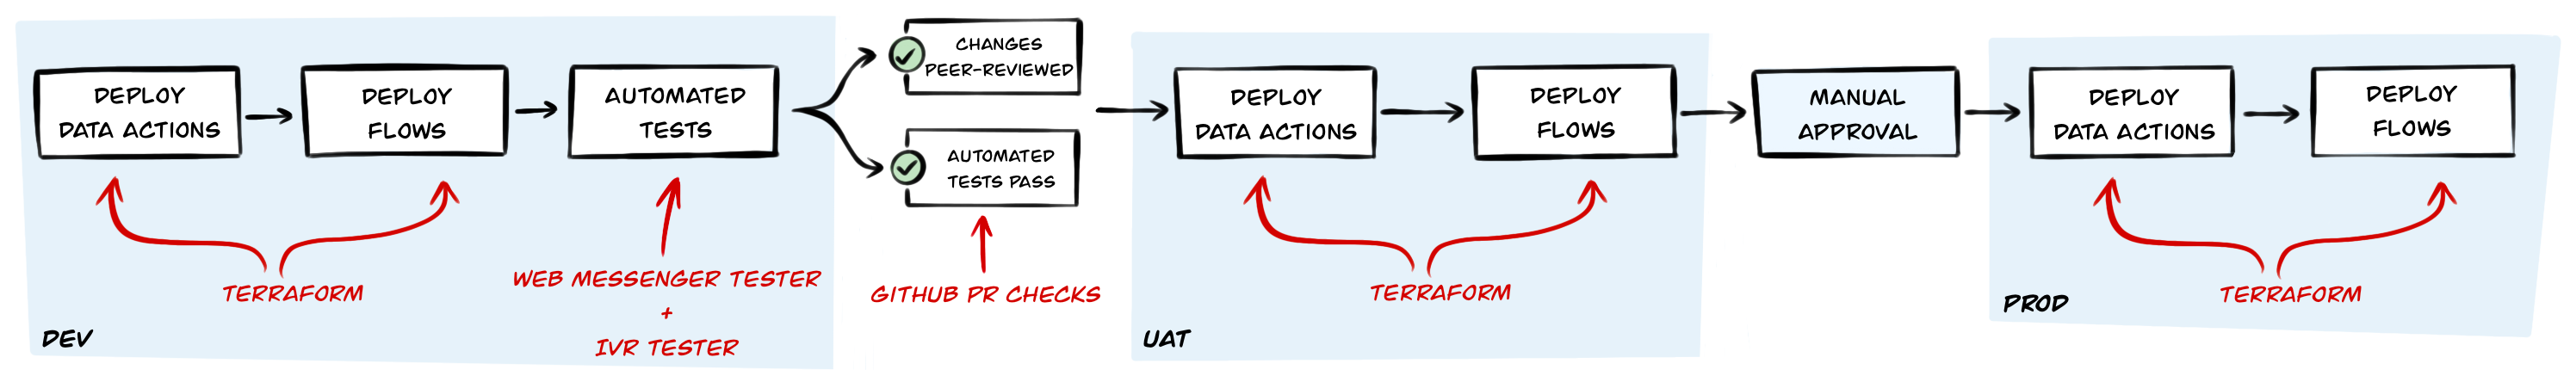 DEPLOY
DATA ACTIONS
DEPLOY
FLOWS
AUTOMATED
TESTS
TERRAFORM
WEB MESSENGER TESTER
+
IVR TESTER
DEV
CHANGES
PEER-REVIEWED
AUTOMATED
TESTS PASS
GITHUB PR CHECKS
DEPLOY
DATA ACTIONS
DEPLOY
FLOWS
TERRAFORM
UAT
MANUAL
APPROVAL
DEPLOY
DATA ACTIONS
DEPLOY
FLOWS
TERRAFORM
PROD